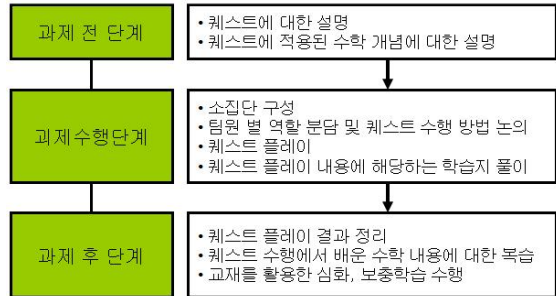 과제 전 단계
• 퀘스트에 대한 설명
• 퀘스트에 적용된 수학 개념에 대한 설명
괴제수행단계
• 소집단 구성
• 팀원 별 역할 분담 및 퀘스트 수행 방법 논의
• 퀘스트 플레이
• 퀘스트 플레이 내용에 해당하는 학습지 풀이
과제 후 단계
• 퀘스트 플레이 결과 정리
• 퀘스트 수행에서 배운 수학 내용에 대한 복습
• 교재를 활용한 심화, 보충학습 수행